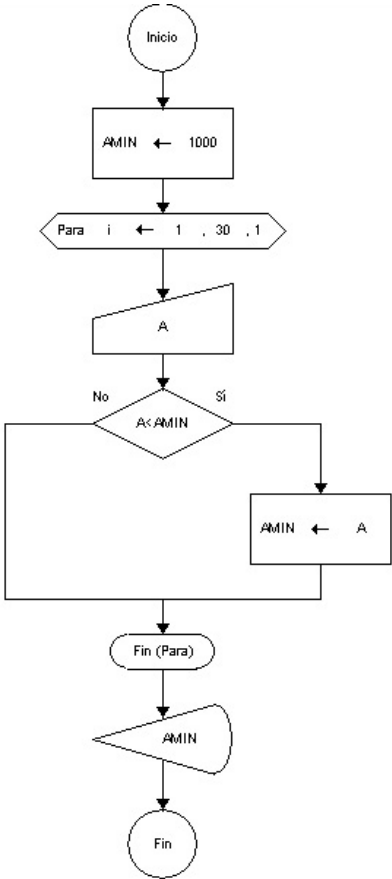 Inicio
AMIN ← 1000
Para i ← 1 , 30 , 1
A
No Sí
A<AMIN
AMIN ← A
Fin (Para)
AMIN
Fin